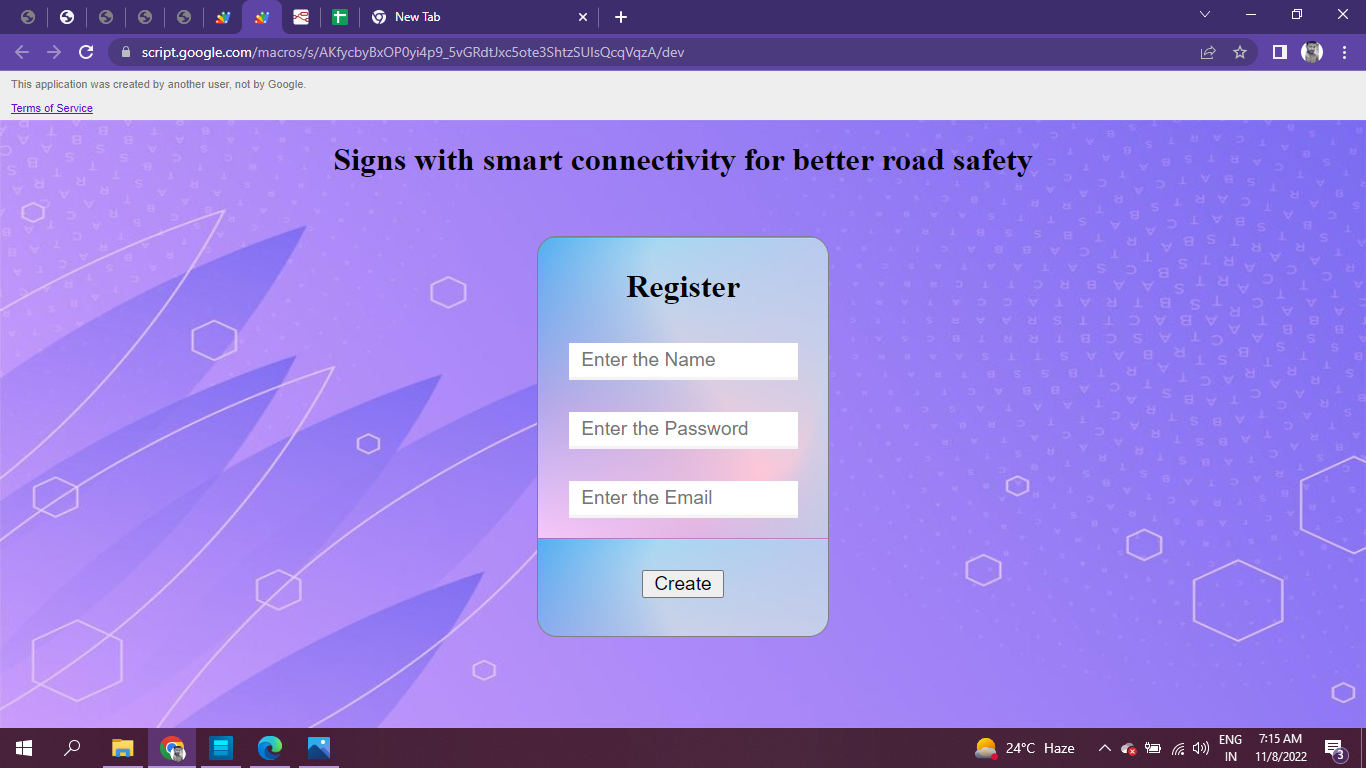 New Tab
script.google.com/macros/s/AKfycbyBxOP0yi4p9_5vGRdtJxc5ote3ShtzSUIsQcqVqzA/dev
This application was created by another user, not by Google.
Terms of Service
Signs with smart connectivity for better road safety
Register
Enter the Name
Enter the Password
Enter the Email
Create
24°C Haze
ENG
IN
7:15 AM
11/8/2022
3